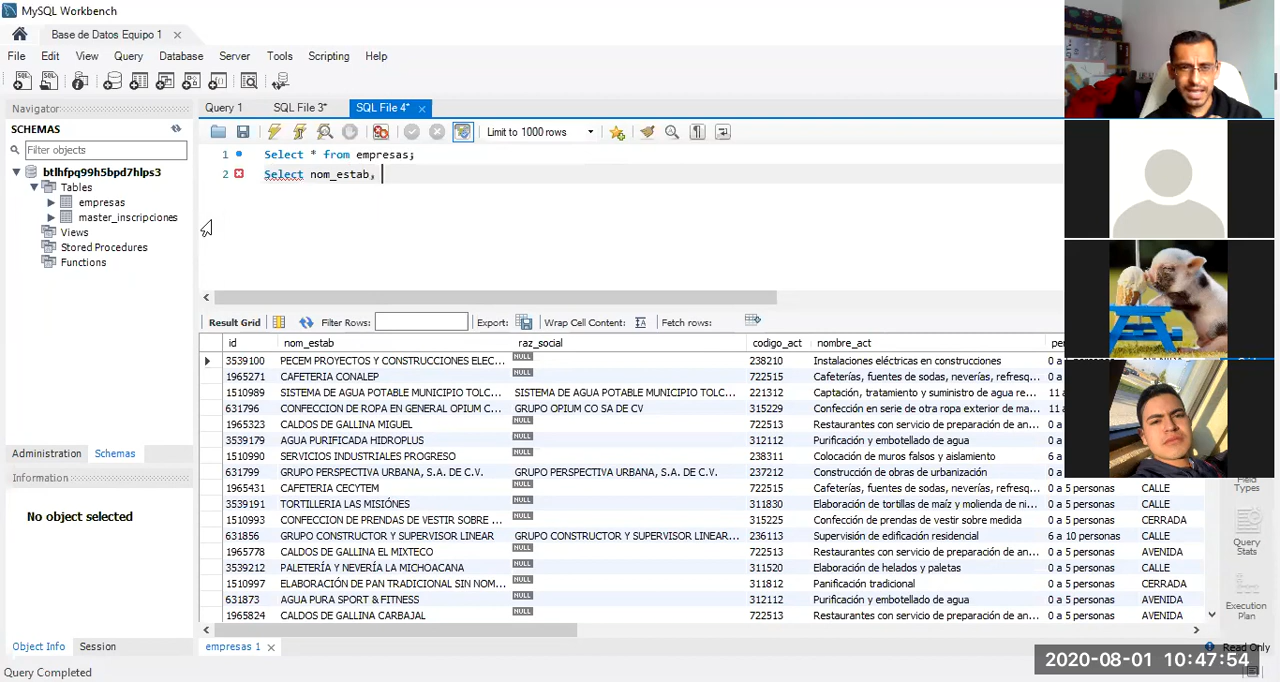 MySQL Workbench
Base de Datos Equipo 1
File Edit View Query Database Server Tools Scripting Help
Navigator
SCHEMAS
Filter objects
btlhfpq99h5bpd7hlps3
Tables
empresas
master_inscripciones
Views
Stored Procedures
Functions
Administration Schemas
Information
No object selected
Object Info Session
Query Completed
Query 1 SQL File 3* SQL File 4*
Limit to 1000 rows
1 Select * from empresas;
2 Select nom_estab,
Result Grid Filter Rows: Export: Wrap Cell Content: Fetch rows:
id nom_estab raz_social codigo_act nombre_act
3539100 PECEM PROYECTOS Y CONSTRUCCIONES ELEC... NULL 238210 Instalaciones eléctricas en construcciones
1965271 CAFETERIA CONALEP NULL 722515 Cafeterías, fuentes de sodas, neverías, refresq...
1510989 SISTEMA DE AGUA POTABLE MUNICIPIO TOLC... SISTEMA DE AGUA POTABLE MUNICIPIO TOLC... 221312 Captación, tratamiento y suministro de agua re...
631796 CONFECCION DE ROPA EN GENERAL OPIUM C... GRUPO OPIUM CO SA DE CV 315229 Confección en serie de otra ropa exterior de ma...
1965323 CALDOS DE GALLINA MIGUEL NULL 722513 Restaurantes con servicio de preparación de an...
3539179 AGUA PURIFICADA HIDROPLUS NULL 312112 Purificación y embotellado de agua
1510990 SERVICIOS INDUSTRIALES PROGRESO NULL 238311 Colocación de muros falsos y aislamiento
631799 GRUPO PERSPECTIVA URBANA, S.A. DE C.V. GRUPO PERSPECTIVA URBANA, S.A. DE C.V. 237212 Construcción de obras de urbanización
1965431 CAFETERIA CECYTEM NULL 722515 Cafeterías, fuentes de sodas, neverías, refresq... 0 a 5 personas CALLE
3539191 TORTILLERIA LAS MISIÓNES NULL 311830 Elaboración de tortillas de maíz y molienda de ni... 0 a 5 personas CALLE
1510993 CONFECCION DE PRENDAS DE VESTIR SOBRE ... NULL 315225 Confección de prendas de vestir sobre medida 0 a 5 personas CERRADA
631856 GRUPO CONSTRUCTOR Y SUPERVISOR LINEAR GRUPO CONSTRUCTOR Y SUPERVISOR LINEAR... 236113 Supervisión de edificación residencial 6 a 10 personas CALLE
1965778 CALDOS DE GALLINA EL MIXTECO NULL 722513 Restaurantes con servicio de preparación de an... 0 a 5 personas AVENIDA
3539212 PALETERÍA Y NEVERÍA LA MICHOACANA NULL 311520 Elaboración de helados y paletas 0 a 5 personas CALLE
1510997 ELABORACIÓN DE PAN TRADICIONAL SIN NOM... NULL 311812 Panificación tradicional 0 a 5 personas CERRADA
631873 AGUA PURA SPORT & FITNESS NULL 312112 Purificación y embotellado de agua 0 a 5 personas AVENIDA
1965824 CALDOS DE GALLINA CARBAJAL NULL 722513 Restaurantes con servicio de preparación de an... 0 a 5 personas AVENIDA
Types
Query
Stats
Execution
Plan
empresas 1
Read Only
2020-08-01 10:47:54